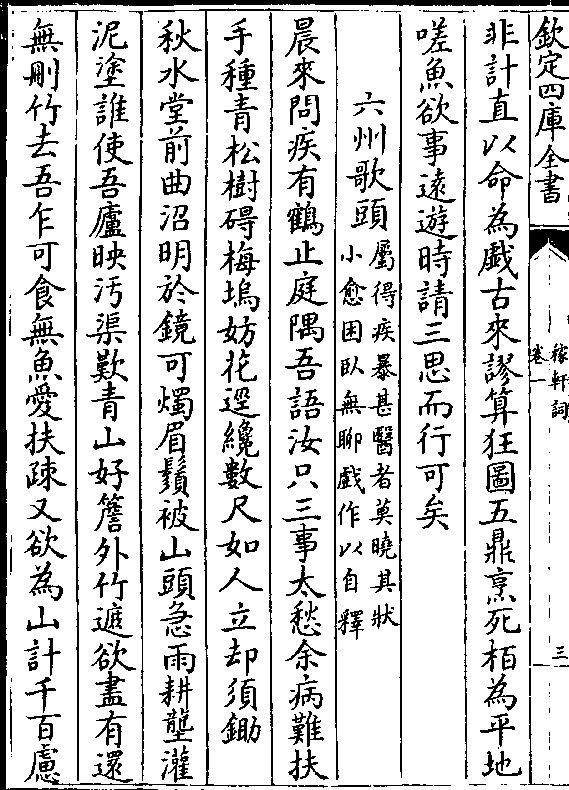 欽定四庫全書
稼軒詞
卷一
三
非計直以命為戲古來謬算狂圖五鼎烹死栢為平地
嗟魚欲事遠遊時請三思而行可矣
六州歌頭
屬得疾暴甚醫者莫曉其狀
小愈困臥無聊戲作以自釋
晨來問疾有鶴止庭隅吾語汝只三事太愁余病難扶
手種青松樹碍梅塢妨花逕纔數尺如人立却須鋤
秋水堂前曲沼明於鏡可燭眉鬚被山頭急雨耕壟灌
泥塗誰使吾廬映汚渠歎青山好簷外竹遮欲盡有還
無刪竹去吾乍可食無魚愛扶疎又欲為山計千百慮